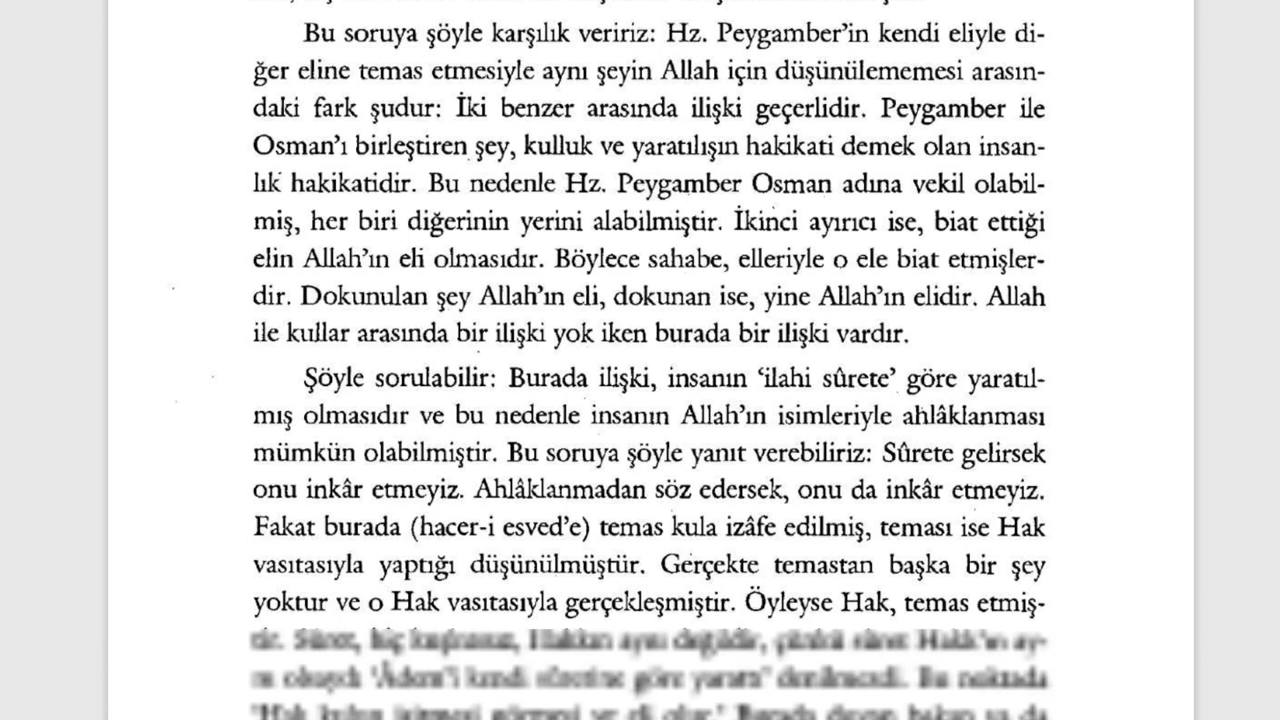 Bu soruya şöyle karşılık veririz: Hz. Peygamber’in kendi eliyle di-
ğer eline temas etmesiyle aynı şeyin Allah için düşünülememesi arasın-
daki fark şudur: İki benzer arasında ilişki geçerlidir. Peygamber ile
Osman’ı birleştiren şey, kulluk ve yaratılışın hakikati demek olan insan-
lık hakikatidir. Bu nedenle Hz. Peygamber Osman adına vekil olabil-
miş, her biri diğerinin yerini alabilmiştir. İkinci ayırıcı ise, biat ettiği
elin Allah’ın eli olmasıdır. Böylece sahabe, elleriyle o ele biat etmişler-
dir. Dokunulan şey Allah’ın eli, dokunan ise, yine Allah’ın elidir. Allah
ile kullar arasında bir ilişki yok iken burada bir ilişki vardır.
Şöyle sorulabilir: Burada ilişki, insanın ‘ilahi sûrete’ göre yaratıl-
mış olmasıdır ve bu nedenle insanın Allah’ın isimleriyle ahlâklanması
mümkün olabilmiştir. Bu soruya şöyle yanıt verebiliriz: Sûrete gelirsek
onu inkâr etmeyiz. Ahlâklanmadan söz edersek, onu da inkâr etmeyiz.
Fakat burada (hacer-i esved’e) temas kula izâfe edilmiş, teması ise Hak
vasıtasıyla yaptığı düşünülmüştür. Gerçekte temastan başka bir şey
yoktur ve o Hak vasıtasıyla gerçekleşmiştir. Öyleyse Hak, temas etmiş-